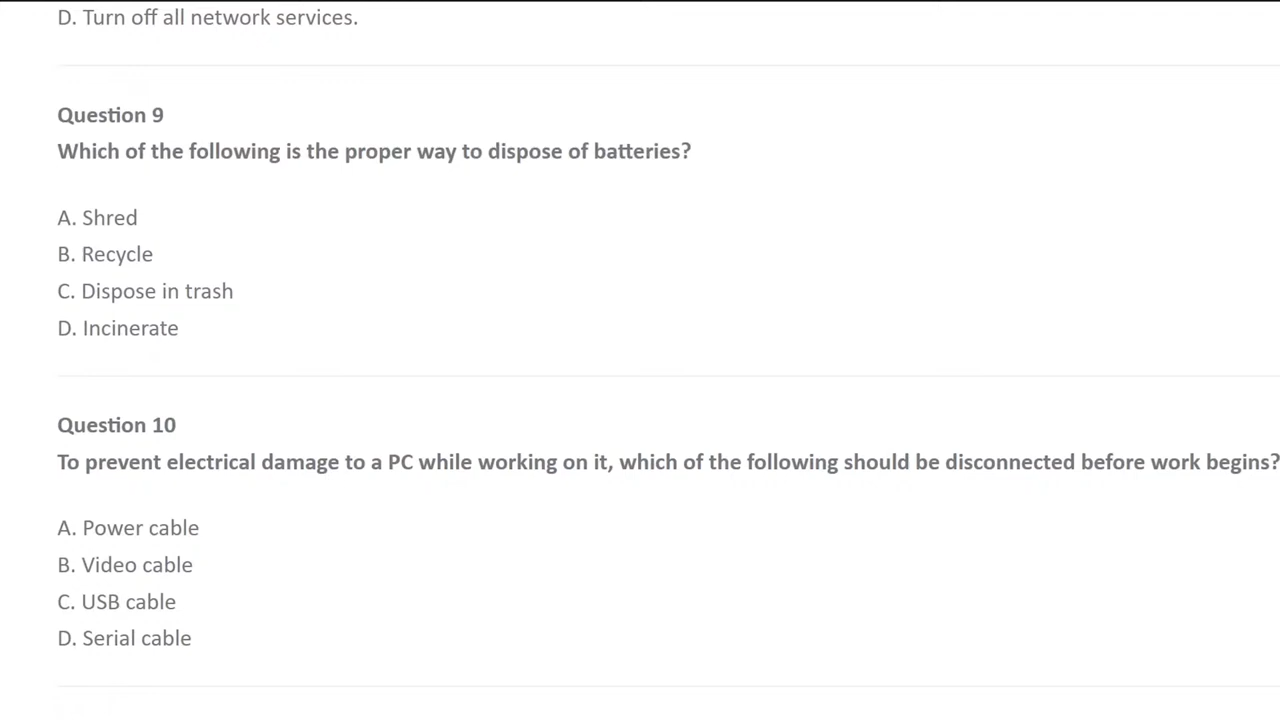 D. Turn off all network services.
Question 9
Which of the following is the proper way to dispose of batteries?
A. Shred
B. Recycle
C. Dispose in trash
D. Incinerate
Question 10
To prevent electrical damage to a PC while working on it, which of the following should be disconnected before work begins?
A. Power cable
B. Video cable
C. USB cable
D. Serial cable